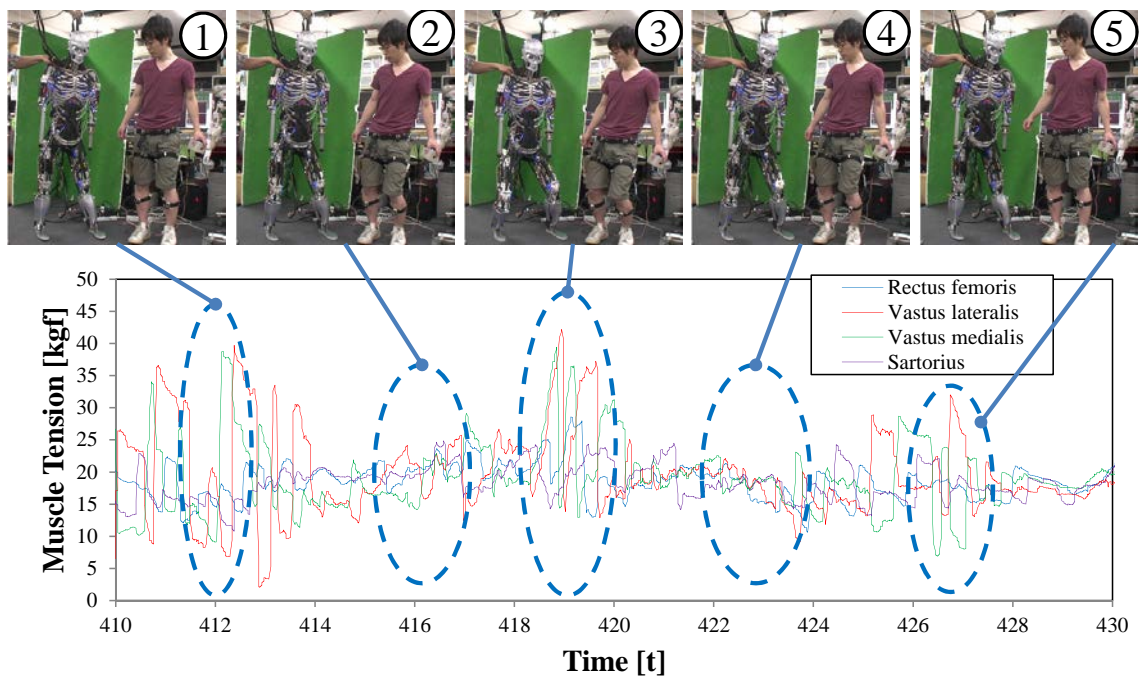 1
2
3
4
5
50
45
40
35
30
25
20
15
10
5
0
Muscle Tension [kgf]
Rectus femoris
Vastus lateralis
Vastus medialis
Sartorius
410 412 414 416 418 420 422 424 426 428 430
Time [t]